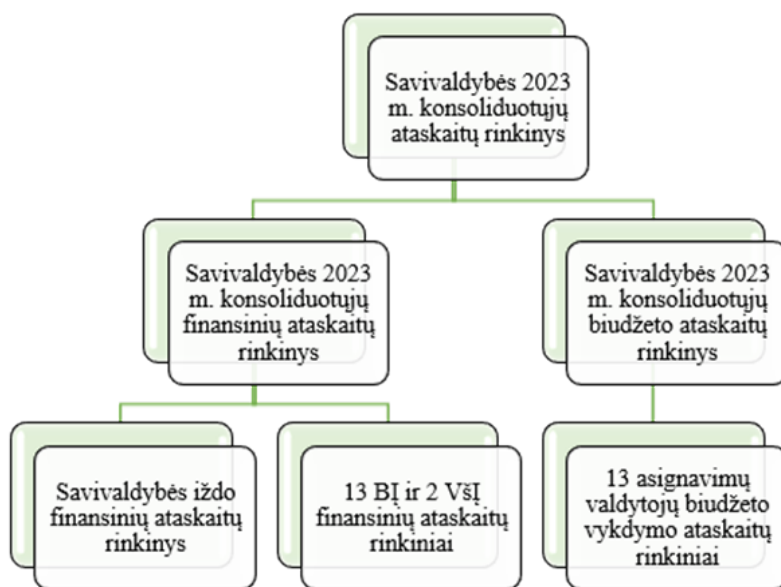 Savivaldybės 2023
m. konsoliduotųjų
ataskaitų rinkinys
Savivaldybės 2023
m. konsoliduotųjų
finansinių ataskaitų
rinkinys
Savivaldybės 2023
m. konsoliduotųjų
biudžeto ataskaitų
rinkinys
Savivaldybės iždo
finansinių ataskaitų
rinkinys
13 BĮ ir 2 VšĮ
finansinių ataskaitų
rinkiniai
13 asignavimų
valdytojų biudžeto
vykdymo ataskaitų
rinkiniai